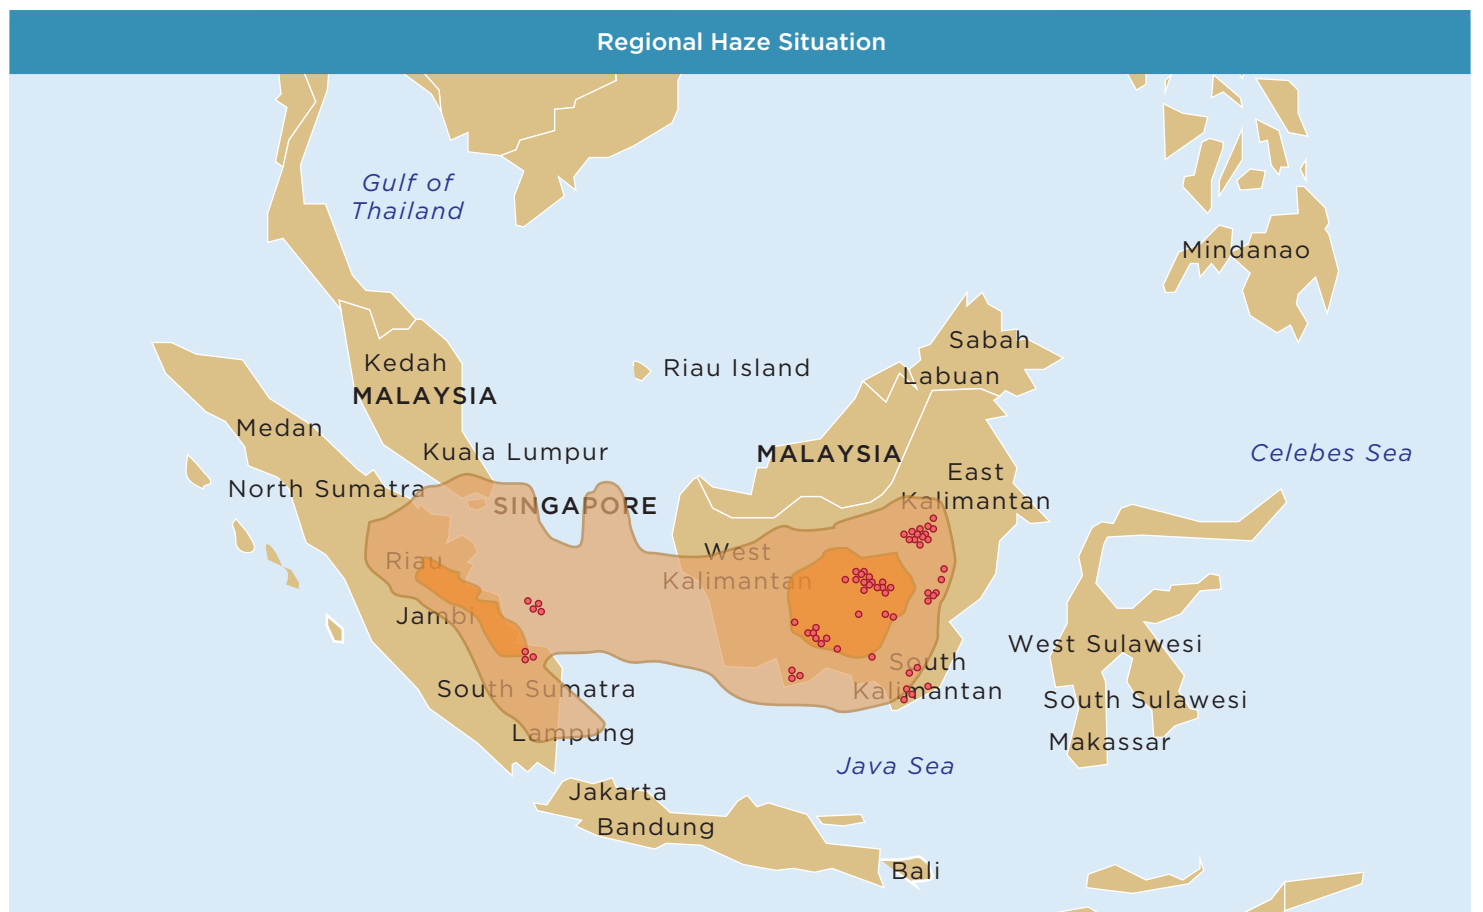 Regional Haze Situation
Gulf of
Thailand
Mindanao
Sabah
Kedah
Riau Island
Labuan
MALAYSIA
Medan
Kuala Lumpur
MALAYSIA
Celebes Sea
East
Kalimantan
North Sumatra
SINGAPORE
West
Kalimantan
Riau
Jambi
West Sulawesi
South
Kalimantan
South Sumatra
South Sulawesi
Lampung
Makassar
Java Sea
Jakarta
Bandung
Bali